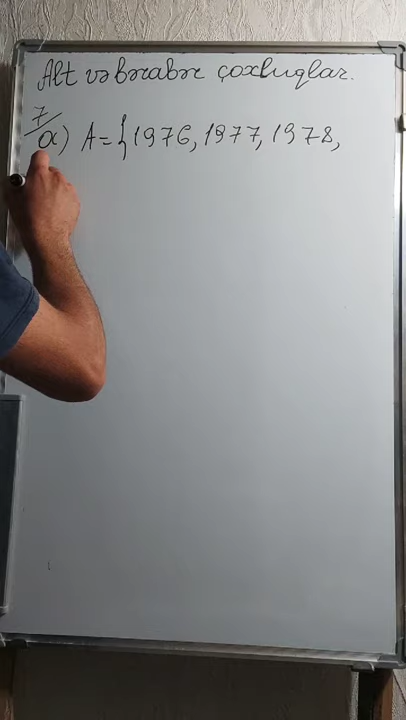 Alt və bərabər çoxluqlar.
7/
a) A={1976, 1977, 1978,